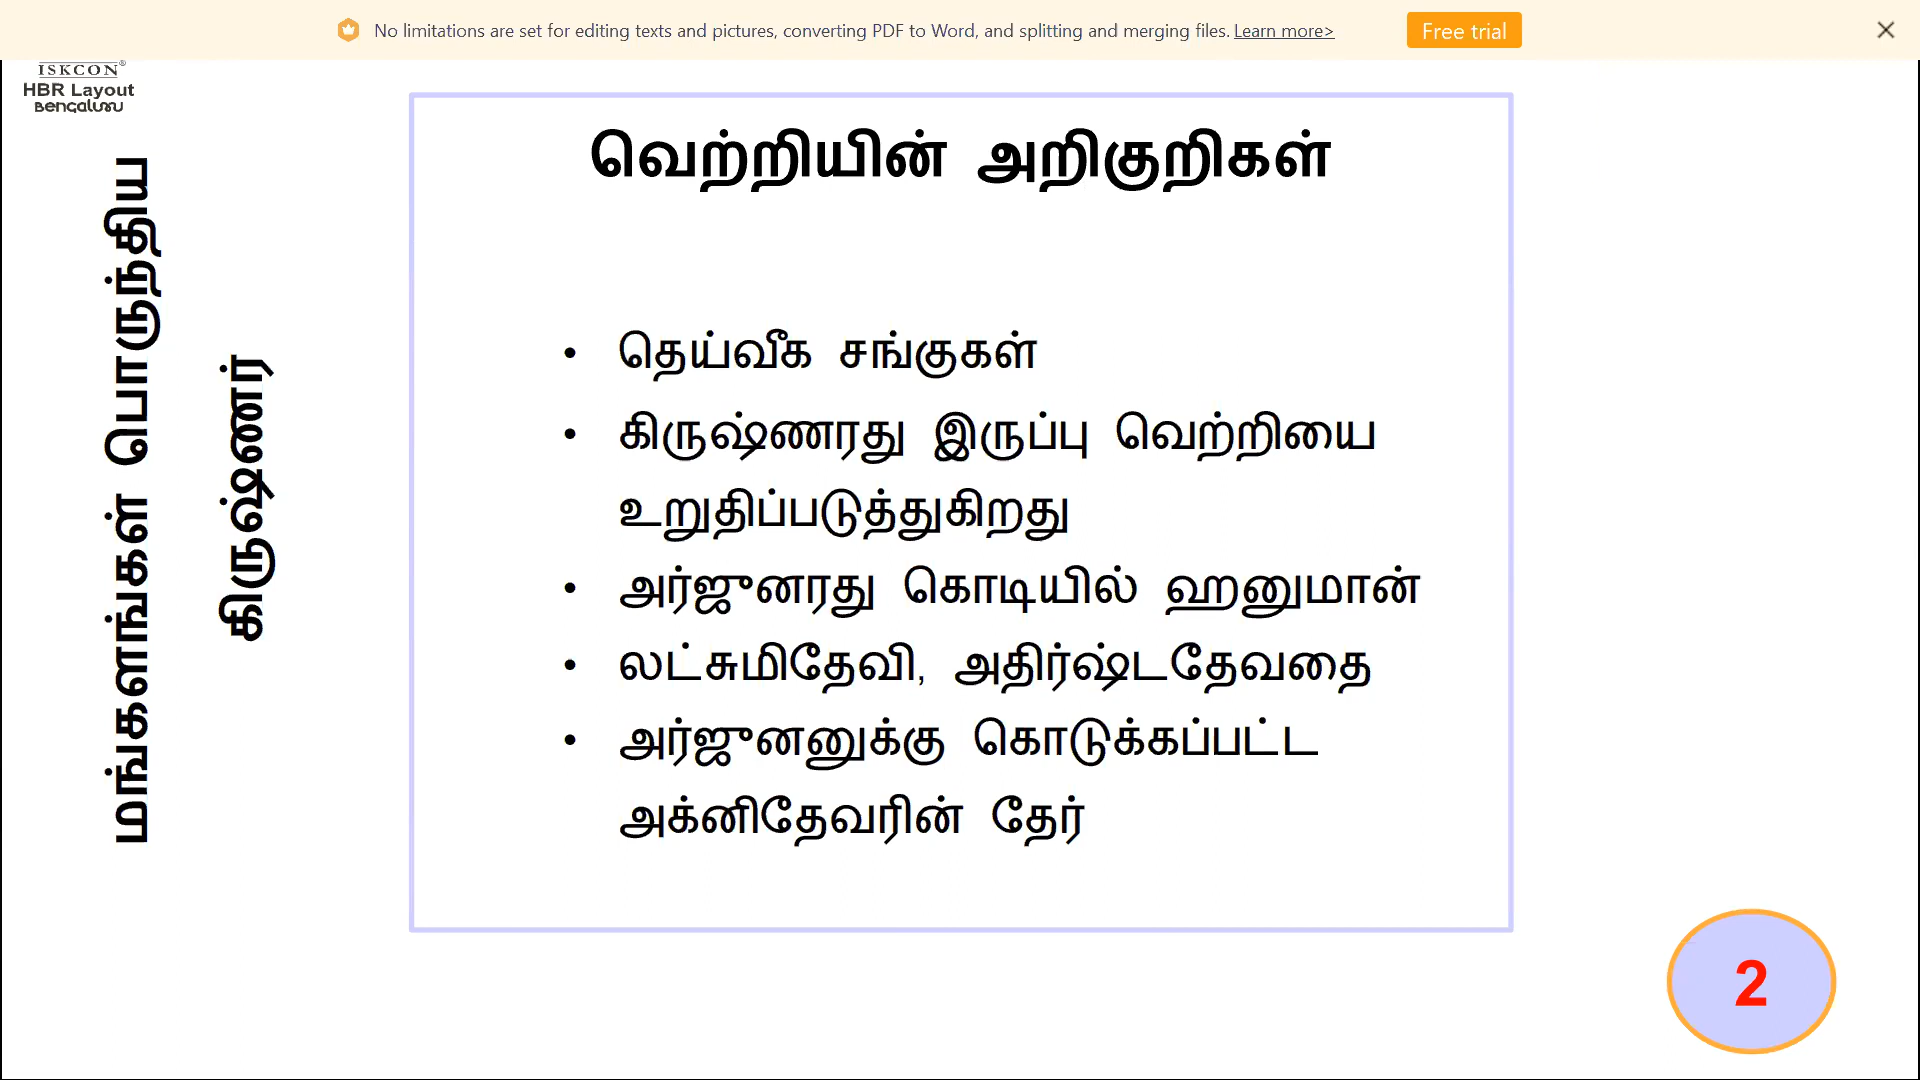 No limitations are set for editing texts and pictures, converting PDF to Word, and splitting and merging files. Learn more>
Free trial
ISKCON®
HBR Layout
Bengaluru
மங்களங்கள் பொருந்திய
கிருஷ்ணர்
வெற்றியின் அறிகுறிகள்
• தெய்வீக சங்குகள்
• கிருஷ்ணரது இருப்பு வெற்றியை
உறுதிப்படுத்துகிறது
• அர்ஜுனரது கொடியில் ஹனுமான்
• லட்சுமிதேவி, அதிர்ஷ்டதேவதை
• அர்ஜுனனுக்கு கொடுக்கப்பட்ட
அக்னிதேவரின் தேர்
2